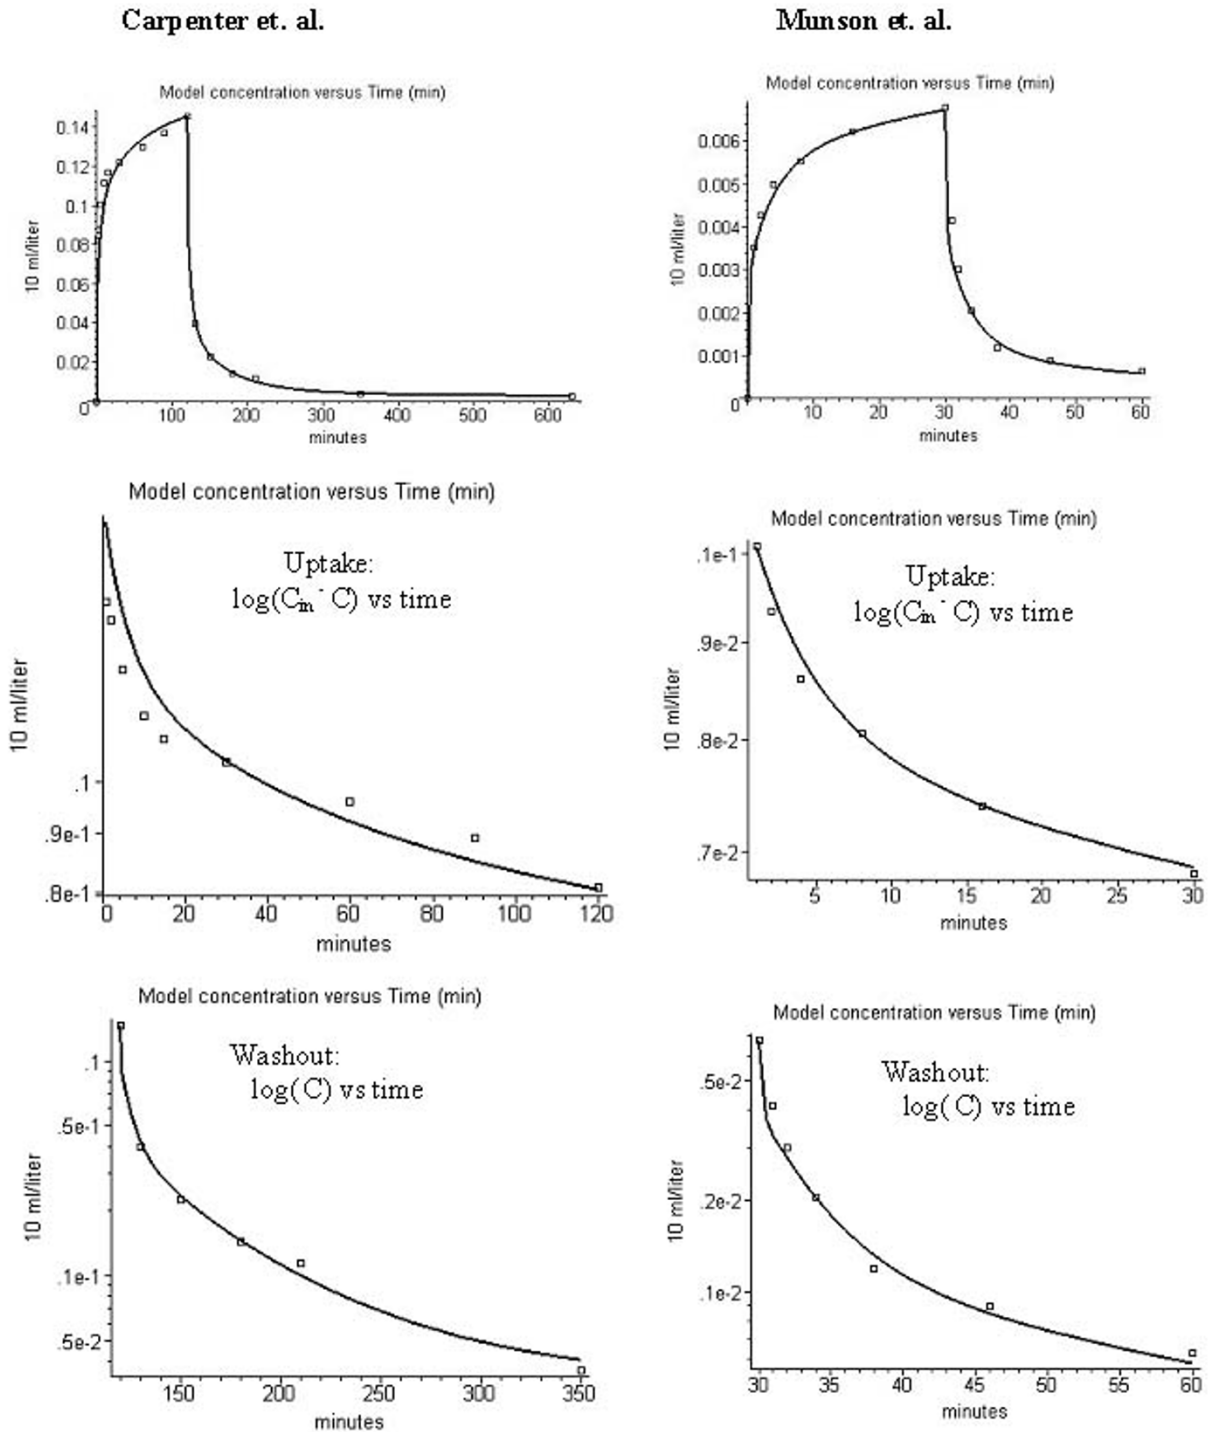 Carpenter et. al.
Munson et. al.
Model concentration versus Time (min)
10 ml/liter
0.14
0.12
0.1
0.08
0.06
0.04
0.02
0
100
200
300
400
500
600
minutes
Model concentration versus Time (min)
10 ml/liter
0.006
0.005
0.004
0.003
0.002
0.001
0
10
20
30
40
50
60
minutes
Model concentration versus Time (min)
Uptake:
log(Cin - C) vs time
10 ml/liter
.1
.9e-1
.8e-1
0
20
40
60
80
100
120
minutes
Model concentration versus Time (min)
Uptake:
log(Cin - C) vs time
10 ml/liter
.1e-1
.9e-2
.8e-2
.7e-2
5
10
15
20
25
30
minutes
Model concentration versus Time (min)
Washout:
log(C) vs time
10 ml/liter
.1
.5e-1
.1e-1
.5e-2
150
200
250
300
350
minutes
Model concentration versus Time (min)
Washout:
log( C) vs time
10 ml/liter
.5e-2
.2e-2
.1e-2
30
35
40
45
50
55
60
minutes